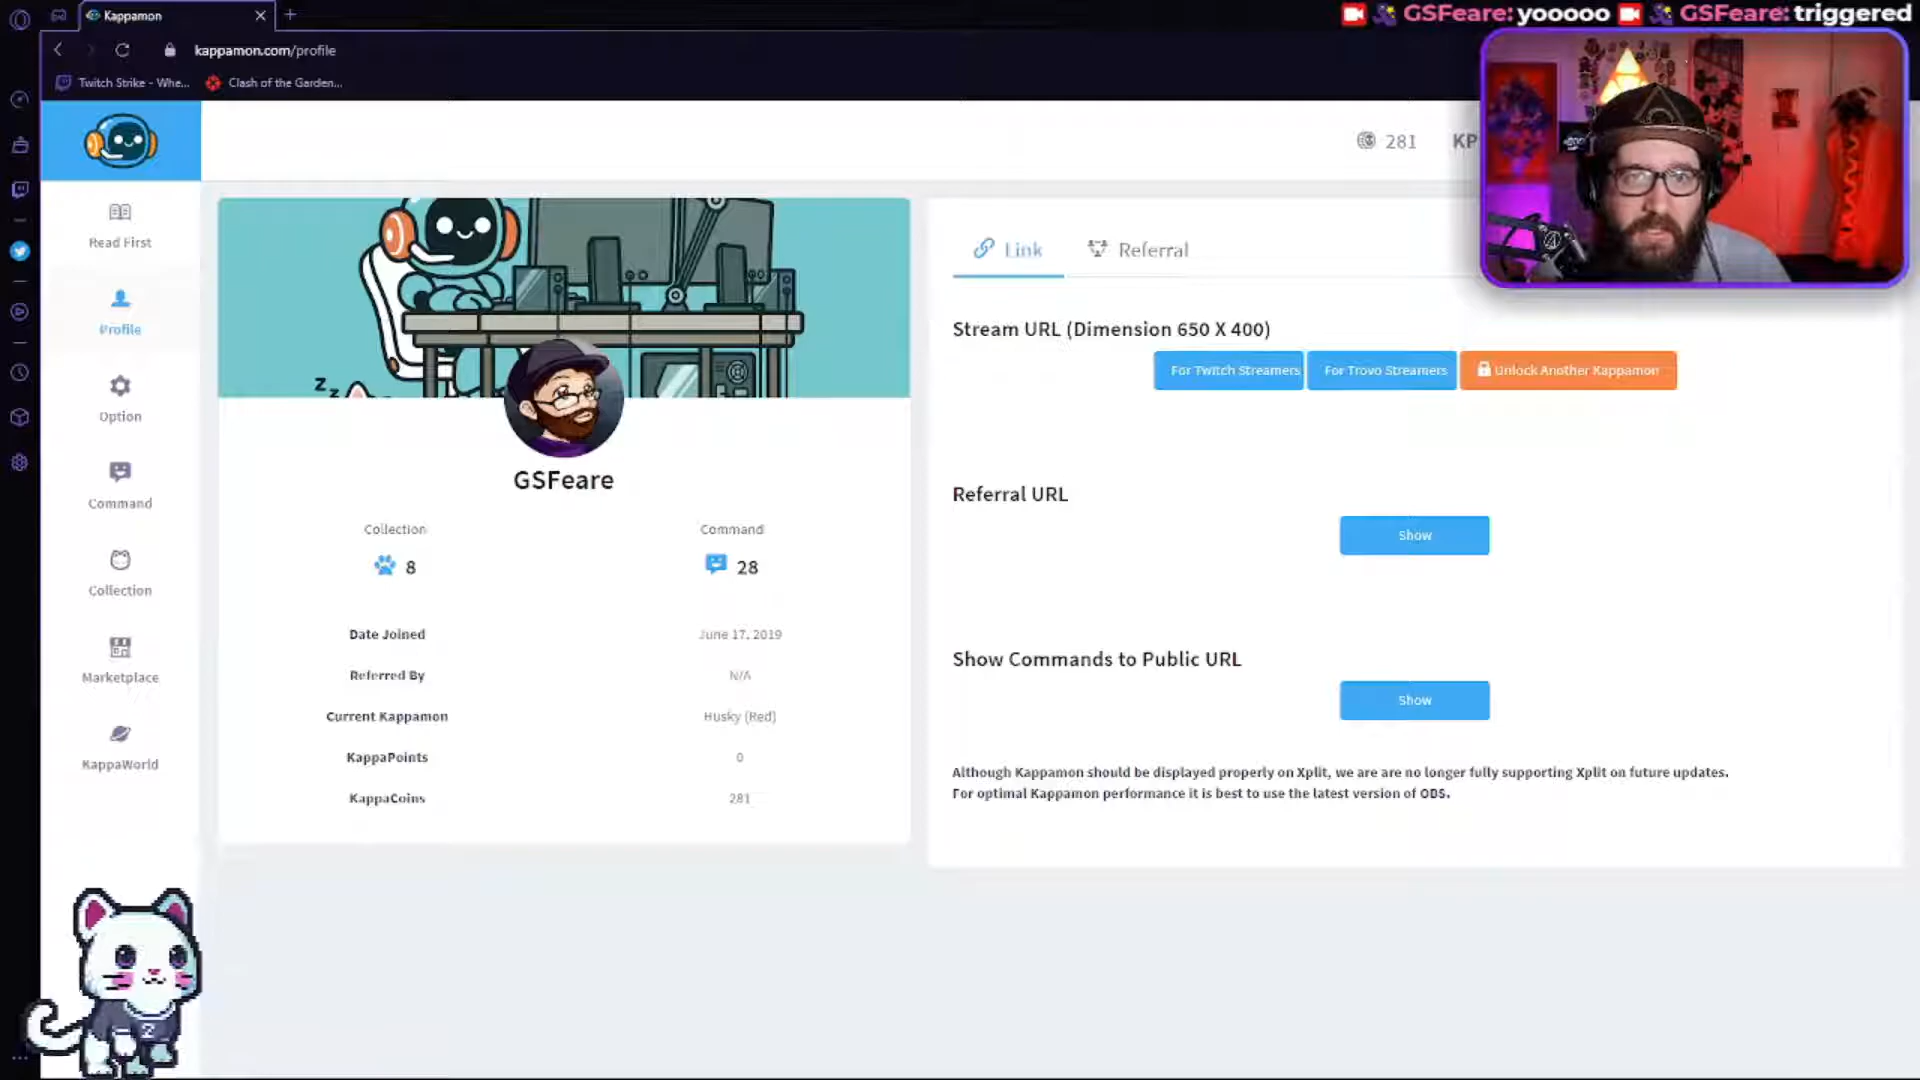 Kappamon
GSFeare: yooooo GSFeare: triggered
kappamon.com/profile
Twitch Strike - Whe...
Clash of the Garden...
281
KP
Read First
Profile
Option
Command
Collection
Marketplace
KappaWorld
z z
GSFeare
Collection
8
Command
28
Date Joined
June 17, 2019
Referred By
N/A
Current Kappamon
Husky (Red)
KappaPoints
0
KappaCoins
281
Link
Referral
Stream URL (Dimension 650 X 400)
For Twitch Streamers
For Trovo Streamers
Unlock Another Kappamon
Referral URL
Show
Show Commands to Public URL
Show
Although Kappamon should be displayed properly on Xplit, we are are no longer fully supporting Xplit on future updates.
For optimal Kappamon performance it is best to use the latest version of OBS.